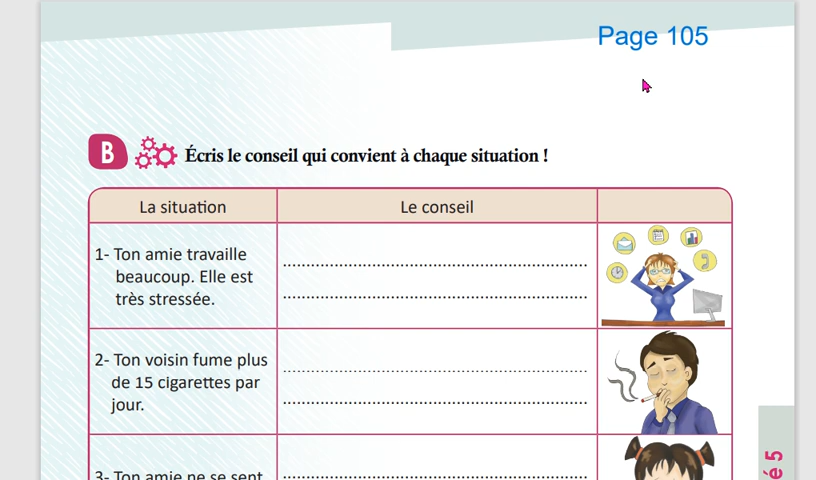 Page 105
B
Écris le conseil qui convient à chaque situation !
La situation
Le conseil
1- Ton amie travaille
beaucoup. Elle est
très stressée.
2- Ton voisin fume plus
de 15 cigarettes par
jour.
3- Ton amie ne se sent
é 5